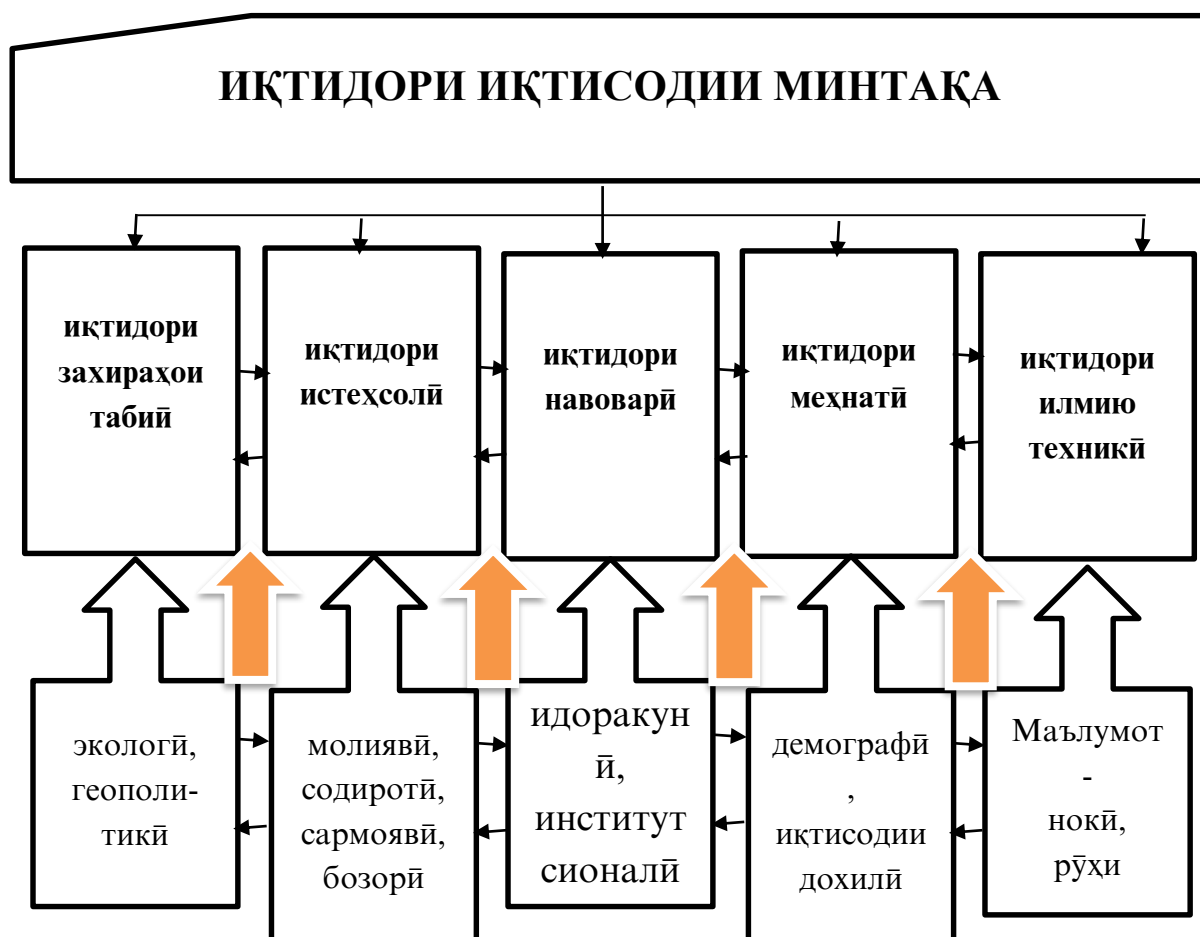 ИҚТИДОРИ ИҚТИСОДИИ МИНТАҚА
иқтидори
захираҳои
табиӣ
иқтидори
истеҳсолӣ
иқтидори
навоварӣ
иқтидори
меҳнатӣ
иқтидори
илмию
техникӣ
экологӣ,
геополи-
тикӣ
молиявӣ,
содиротӣ,
сармоявӣ,
бозорӣ
идоракун
ӣ,
институт
сионалӣ
демографӣ
,
иқтисодии
дохилӣ
Маълумот
-
нокӣ,
рӯҳи